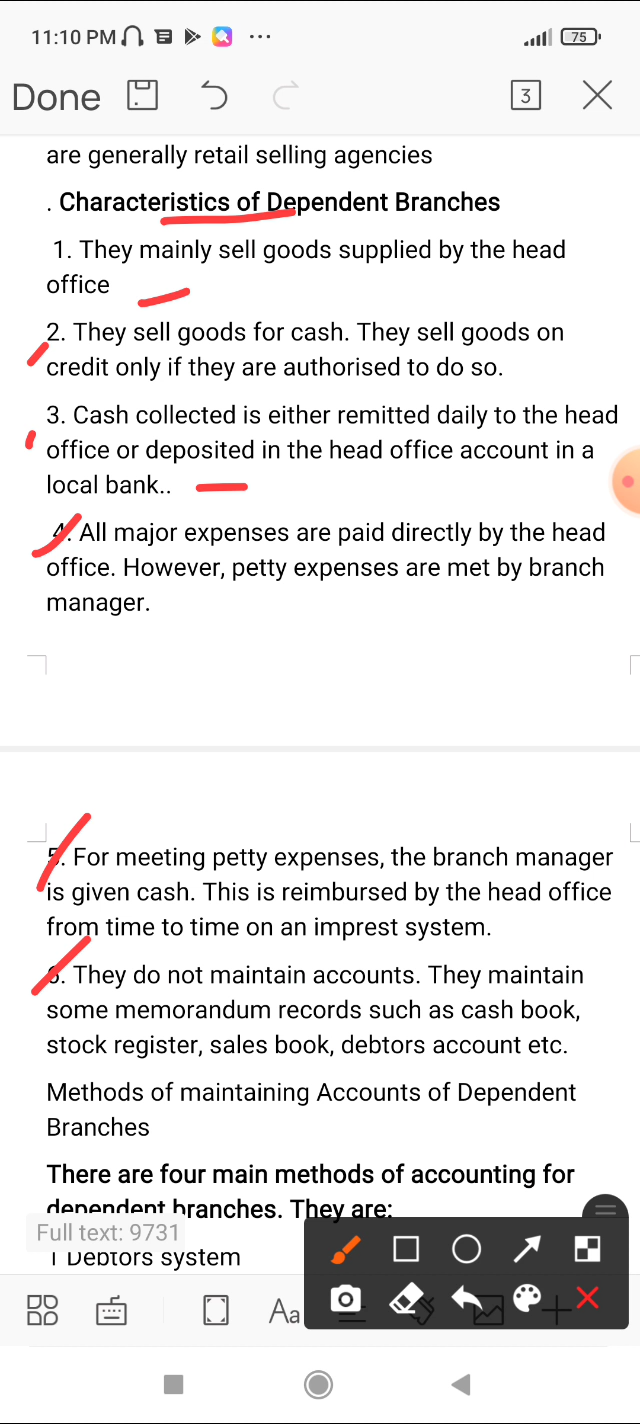 11:10 PM
75
Done
3
are generally retail selling agencies
. Characteristics of Dependent Branches
1. They mainly sell goods supplied by the head
office
2. They sell goods for cash. They sell goods on
credit only if they are authorised to do so.
3. Cash collected is either remitted daily to the head
office or deposited in the head office account in a
local bank..
4. All major expenses are paid directly by the head
office. However, petty expenses are met by branch
manager.
5. For meeting petty expenses, the branch manager
is given cash. This is reimbursed by the head office
from time to time on an imprest system.
6. They do not maintain accounts. They maintain
some memorandum records such as cash book,
stock register, sales book, debtors account etc.
Methods of maintaining Accounts of Dependent
Branches
There are four main methods of accounting for
dependent branches. They are:
Full text: 9731
1 Debtors system
Aa